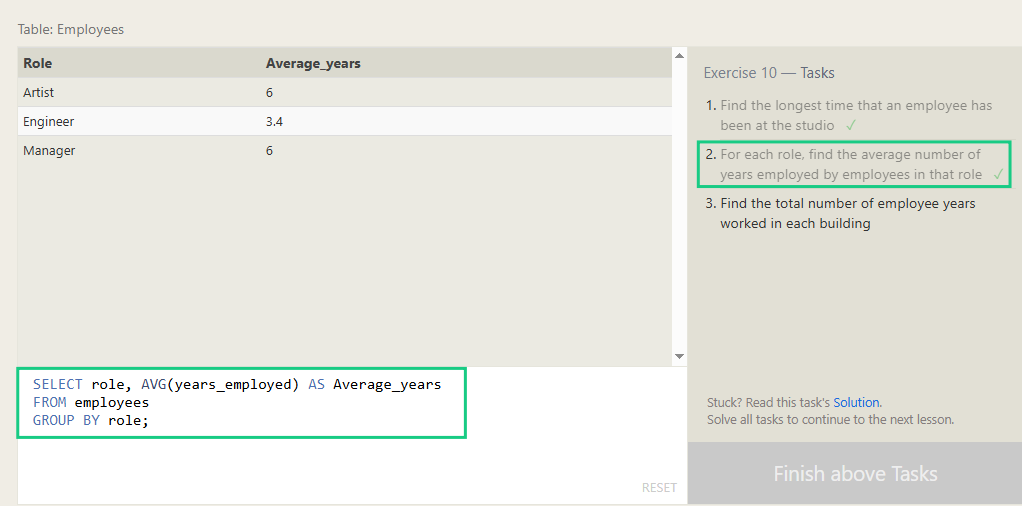 Table: Employees
Role Average_years
Artist 6
Engineer 3.4
Manager 6
SELECT role, AVG(years_employed) AS Average_years
FROM employees
GROUP BY role;
RESET
Exercise 10 — Tasks
1. Find the longest time that an employee has
been at the studio ✓
2. For each role, find the average number of
years employed by employees in that role ✓
3. Find the total number of employee years
worked in each building
Stuck? Read this task's Solution.
Solve all tasks to continue to the next lesson.
Finish above Tasks